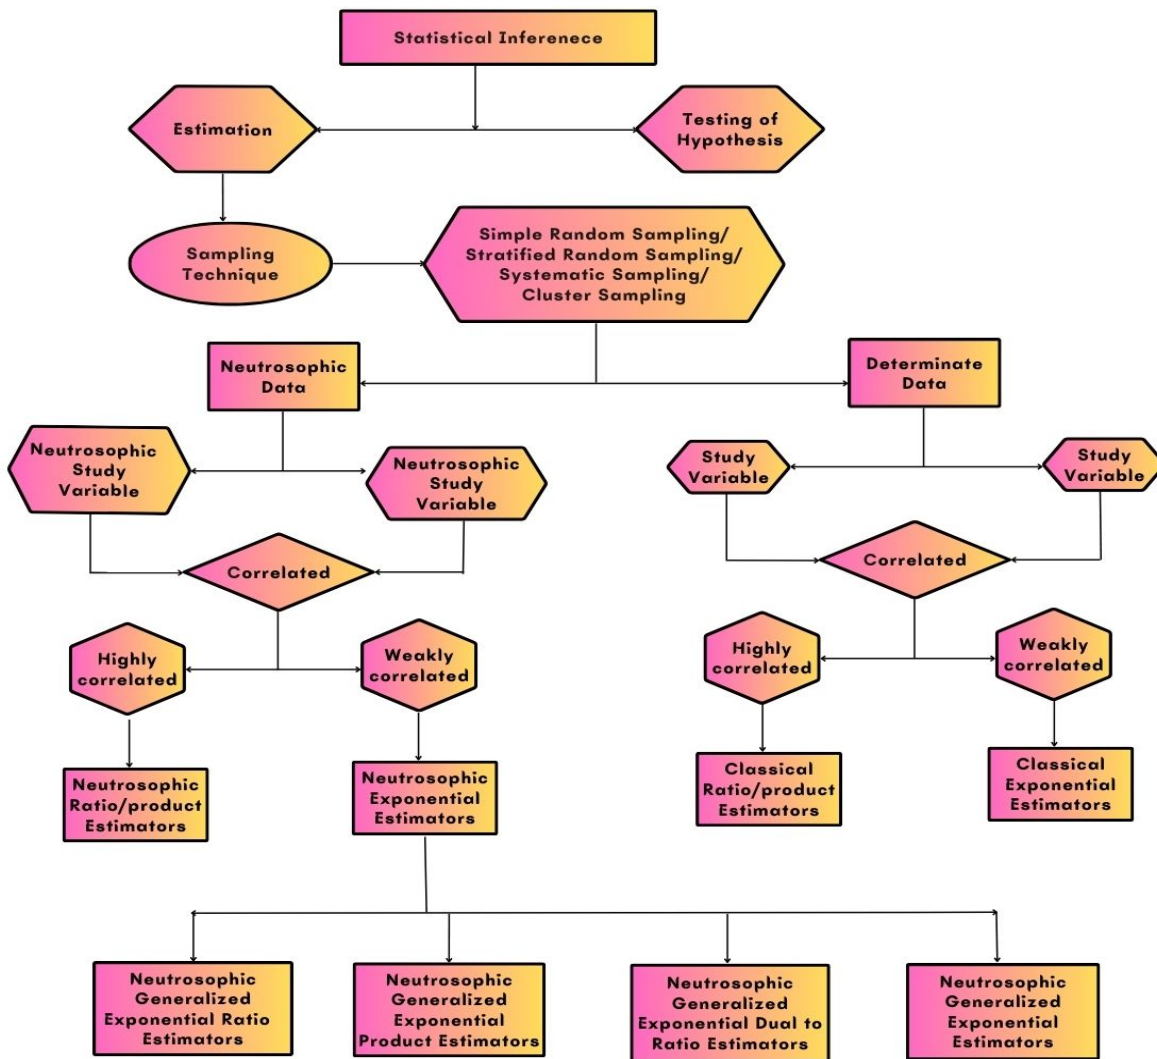 Statistical Inferenece
Estimation
Testing of
Hypothesis
Sampling
Technique
Simple Random Sampling/
Stratified Random Sampling/
Systematic Sampling/
Cluster Sampling
Neutrosophic
Data
Determinate
Data
Neutrosophic
Study
Variable
Neutrosophic
Study
Variable
Study
Variable
Study
Variable
Correlated
Correlated
Highly
correlated
Weakly
correlated
Highly
correlated
Weakly
correlated
Neutrosophic
Ratio/product
Estimators
Neutrosophic
Exponential
Estimators
Classical
Ratio/product
Estimators
Classical
Exponential
Estimators
Neutrosophic
Generalized
Exponential Ratio
Estimators
Neutrosophic
Generalized
Exponential
Product Estimators
Neutrosophic
Generalized
Exponential Dual to
Ratio Estimators
Neutrosophic
Generalized
Exponential
Estimators